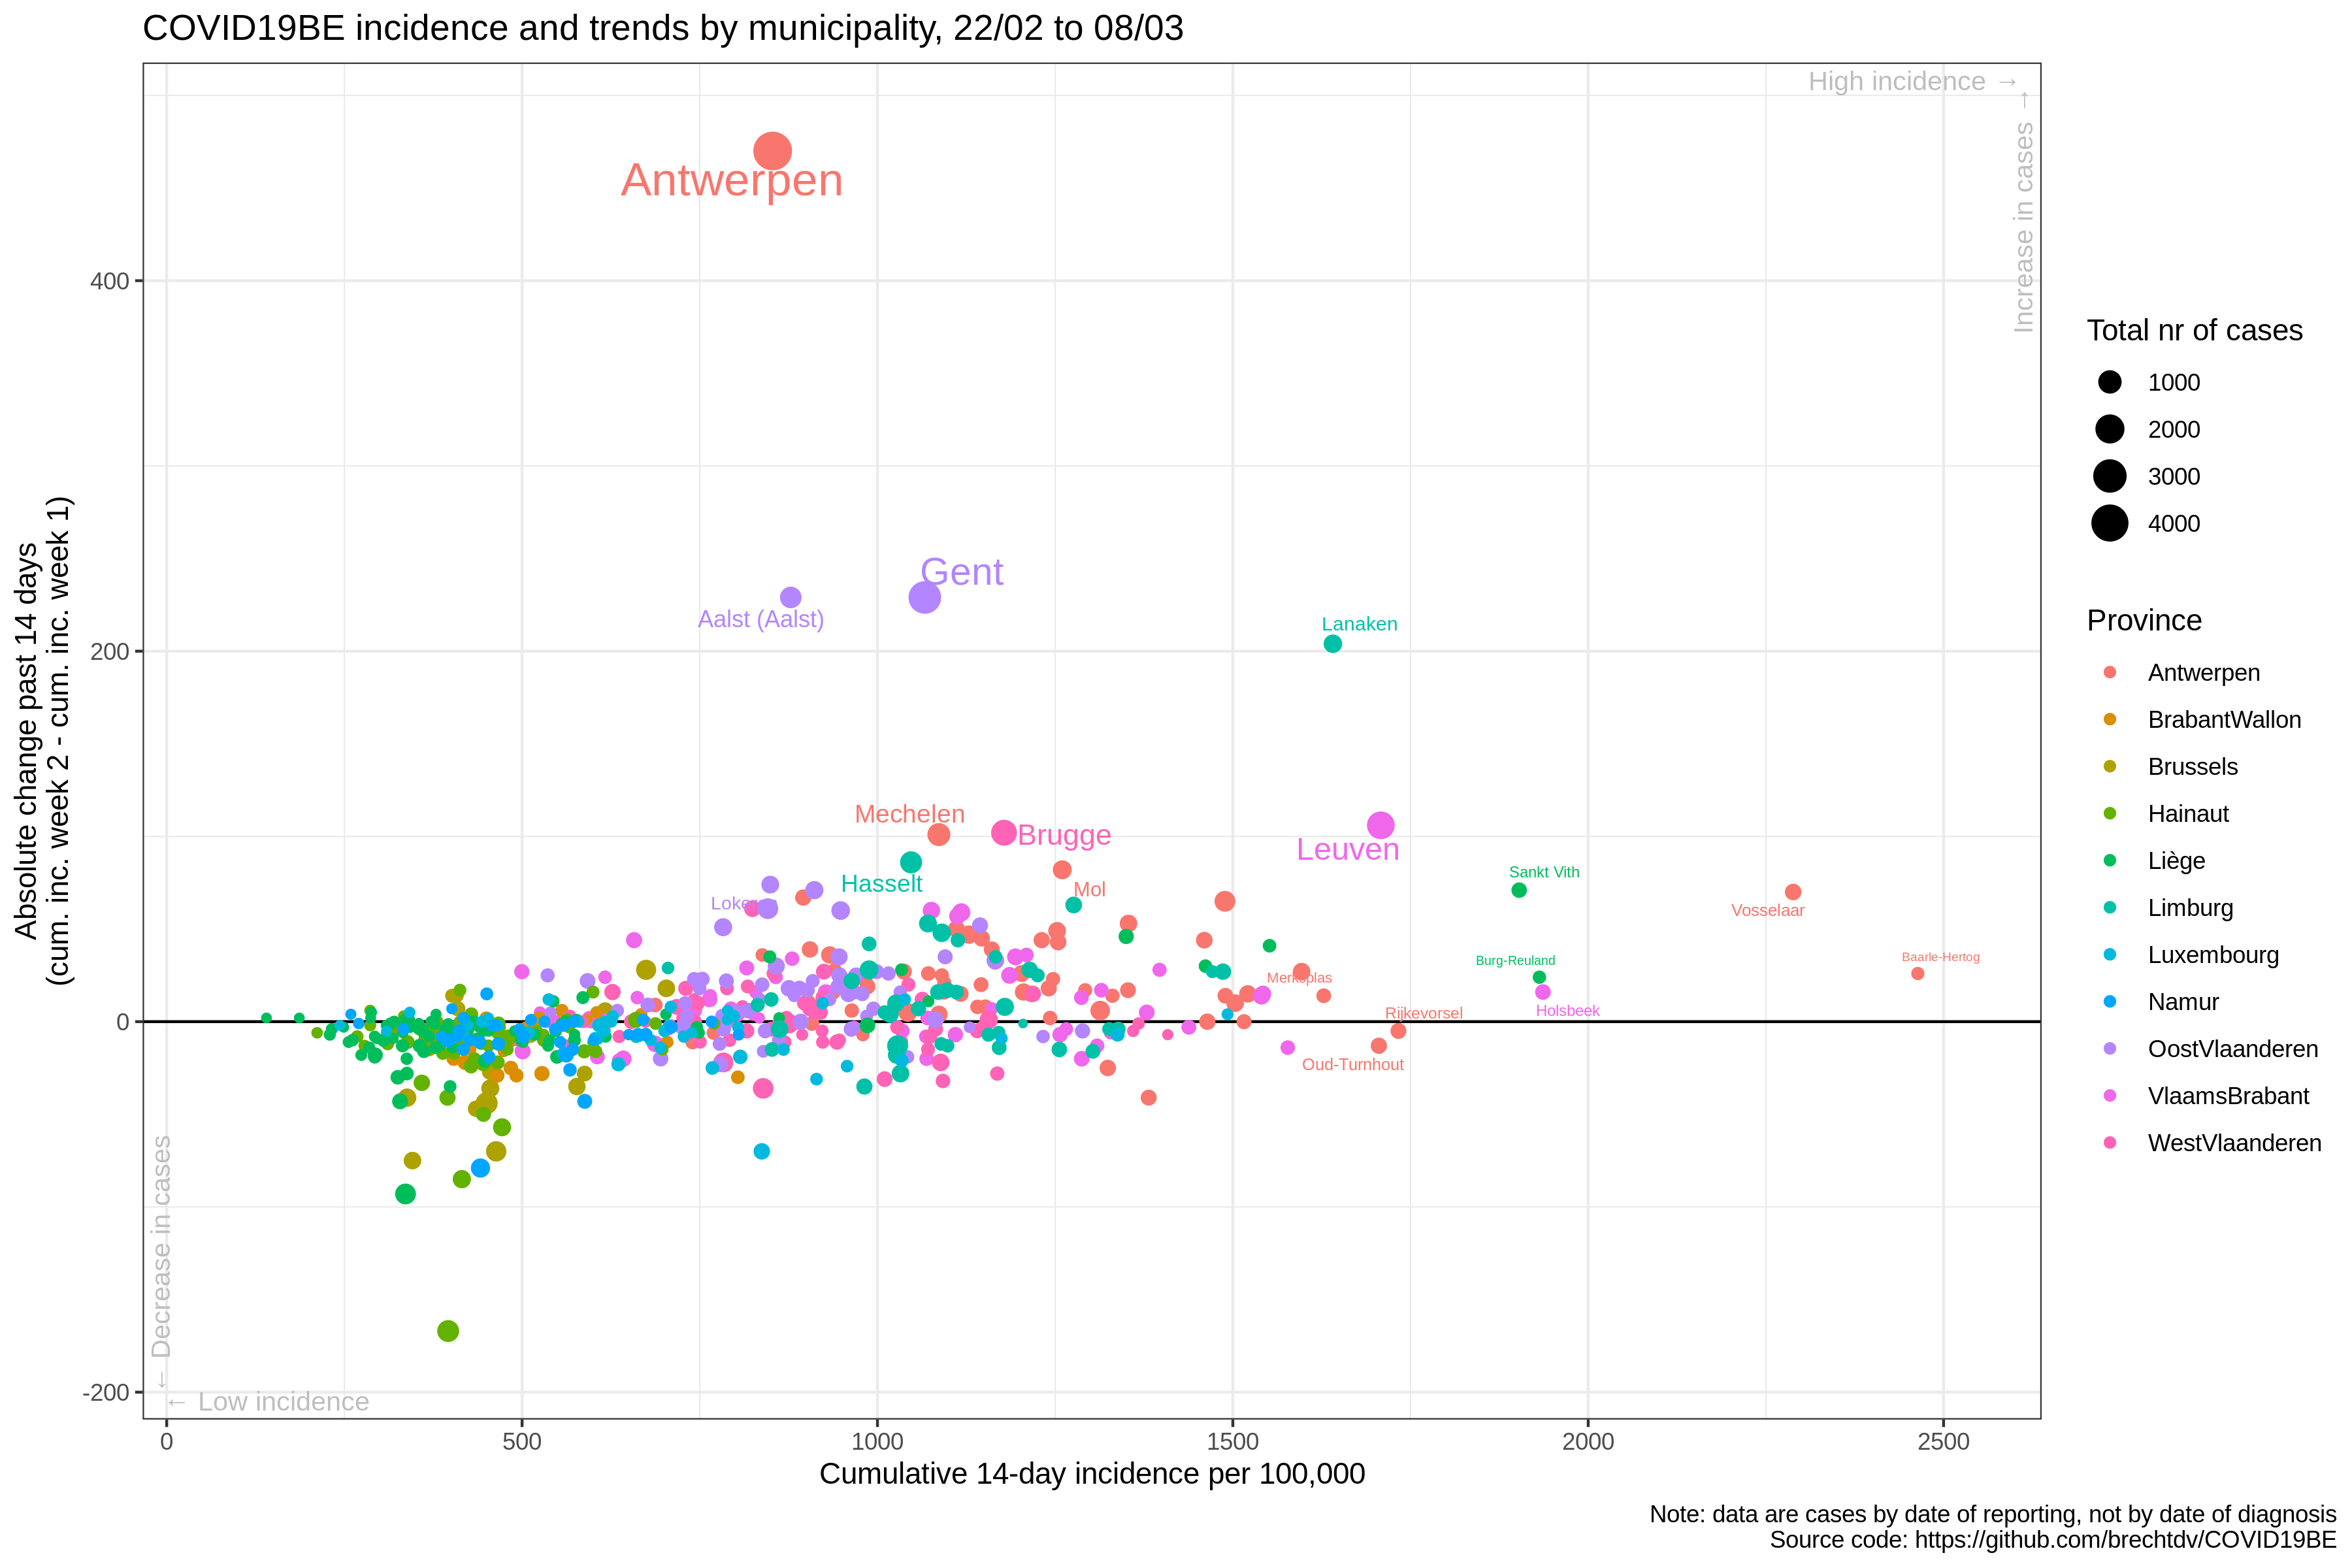 COVID19BE incidence and trends by municipality, 22/02 to 08/03
High incidence →
Increase in cases →
Antwerpen
400
Gent
Aalst (Aalst)
Lanaken
200
Absolute change past 14 days
(cum. inc. week 2 - cum. inc. week 1)
Mechelen
Brugge
Leuven
Hasselt
Mol
Sankt Vith
Lokeren
Vosselaar
Burg-Reuland
Baarle-Hertog
Merksplas
Holsbeek
Rijkevorsel
0
Oud-Turnhout
← Decrease in cases
-200
← Low incidence
0
500
1000
1500
2000
2500
Cumulative 14-day incidence per 100,000
Total nr of cases
1000
2000
3000
4000
Province
Antwerpen
BrabantWallon
Brussels
Hainaut
Liège
Limburg
Luxembourg
Namur
OostVlaanderen
VlaamsBrabant
WestVlaanderen
Note: data are cases by date of reporting, not by date of diagnosis
Source code: https://github.com/brechtdv/COVID19BE